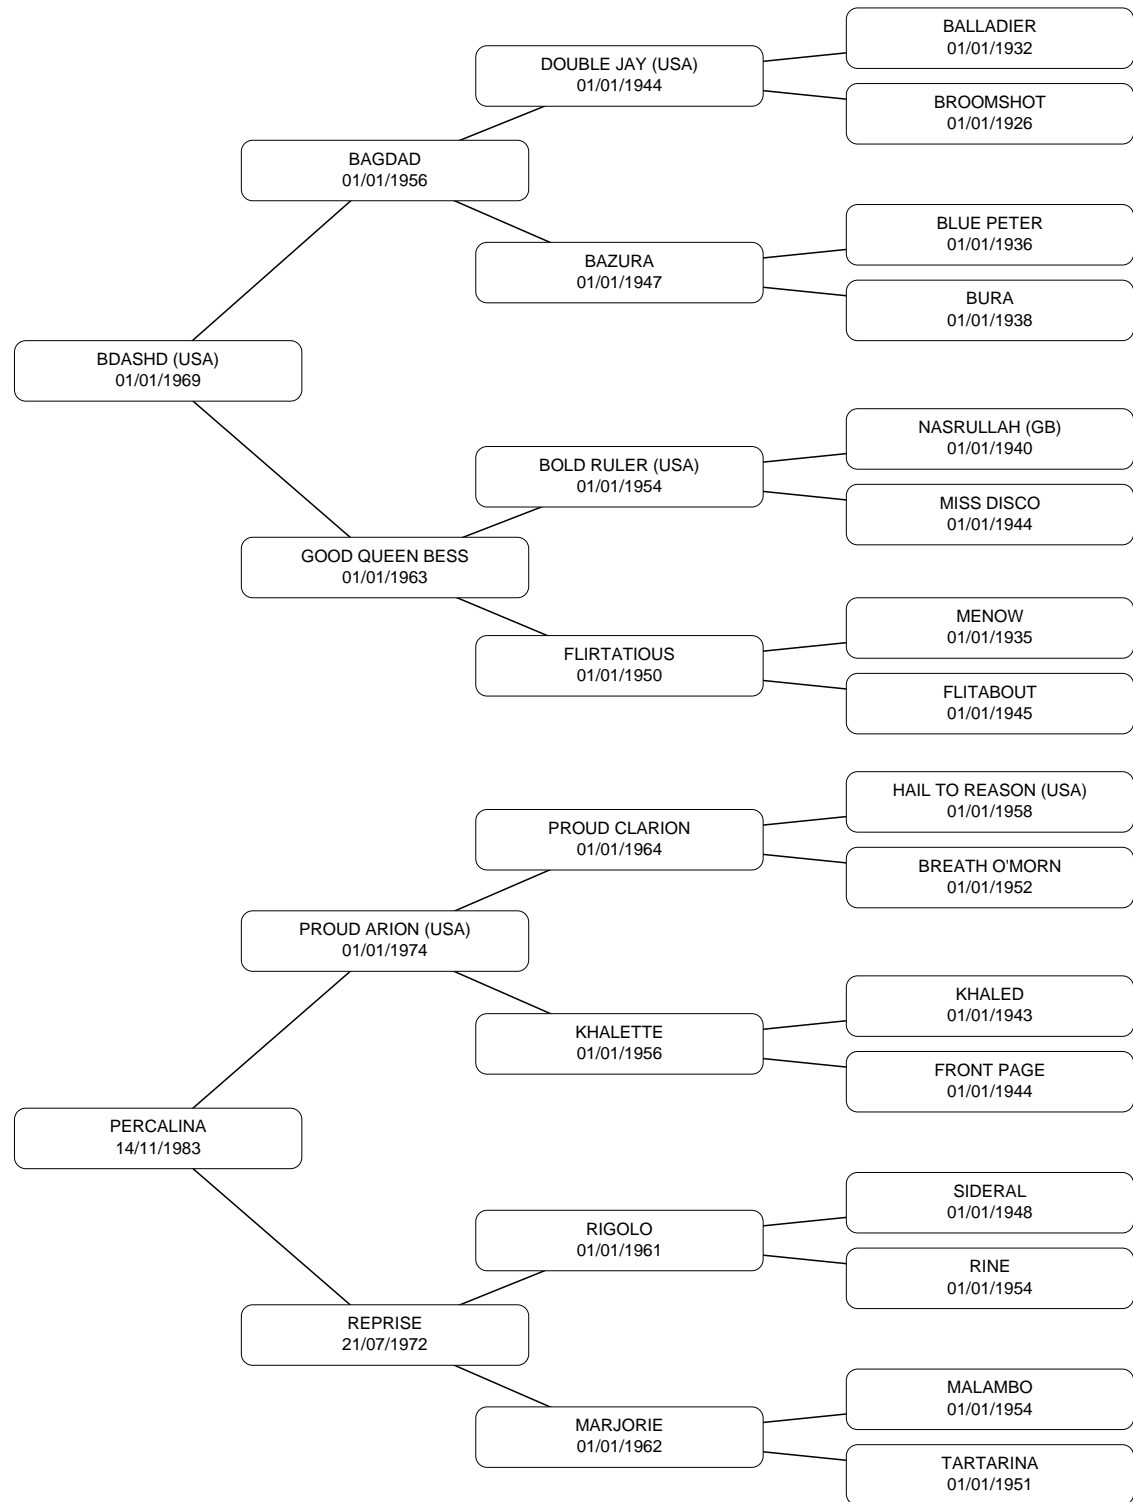 BALLADIER
01/01/1932
DOUBLE JAY (USA)
01/01/1944
BROOMSHOT
01/01/1926
BAGDAD
01/01/1956
BLUE PETER
01/01/1936
BAZURA
01/01/1947
BURA
01/01/1938
BDASHD (USA)
01/01/1969
NASRULLAH (GB)
01/01/1940
BOLD RULER (USA)
01/01/1954
MISS DISCO
01/01/1944
GOOD QUEEN BESS
01/01/1963
MENOW
01/01/1935
FLIRTATIOUS
01/01/1950
FLITABOUT
01/01/1945
HAIL TO REASON (USA)
01/01/1958
PROUD CLARION
01/01/1964
BREATH O'MORN
01/01/1952
PROUD ARION (USA)
01/01/1974
KHALED
01/01/1943
KHALETTE
01/01/1956
FRONT PAGE
01/01/1944
PERCALINA
14/11/1983
SIDERAL
01/01/1948
RIGOLO
01/01/1961
RINE
01/01/1954
REPRISE
21/07/1972
MALAMBO
01/01/1954
MARJORIE
01/01/1962
TARTARINA
01/01/1951